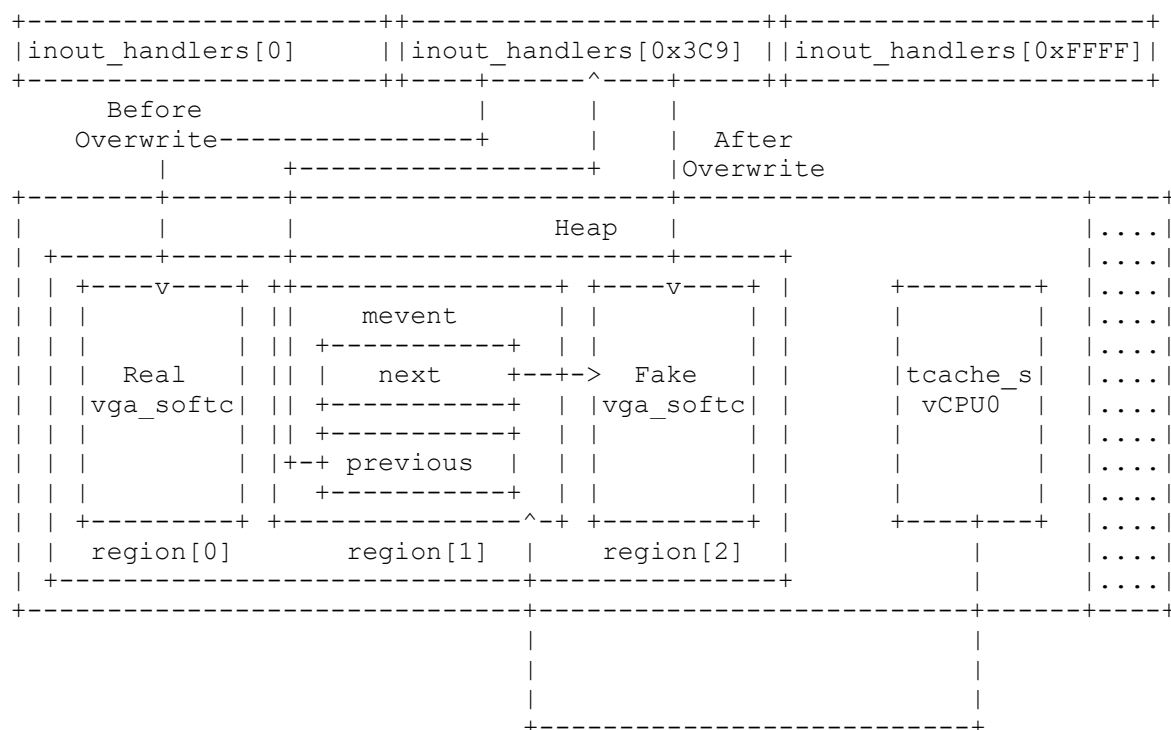 inout_handlers[0] inout_handlers[0x3C9] inout_handlers[0xFFFF]
Before
Overwrite After
Overwrite
Heap ....
....
....
mevent ....
....
Real next Fake tcache_s ....
vga_softc vga_softc vCPU0 ....
....
previous ....
....
....
region[0] region[1] region[2] ....
....